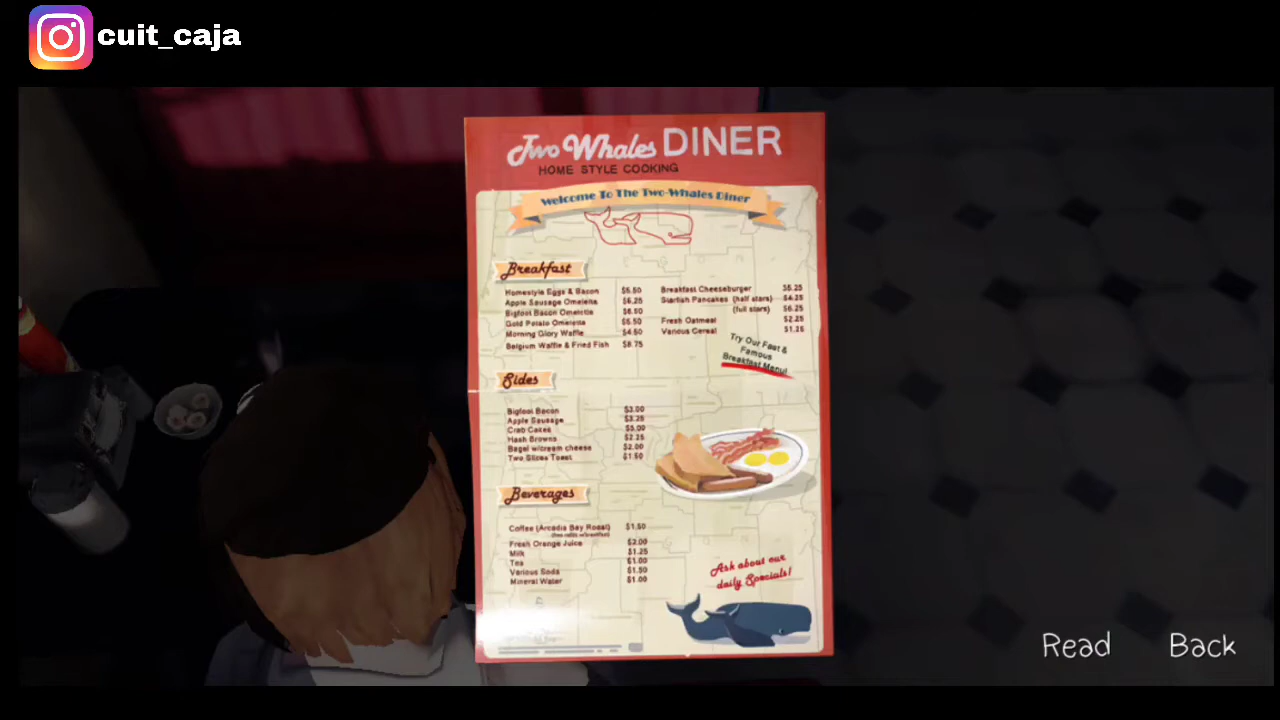 cuit_caja
Two Whales DINER
HOME STYLE COOKING
Welcome To The Two-Whales Diner
Breakfast
Homestyle Eggs & Bacon $5.50
Apple Sausage Omelette $6.25
Bigfoot Bacon Omelette $6.50
Gold Potato Omelette $5.50
Morning Glory Waffle $4.50
Belgium Waffle & Fried Fish $8.75
Breakfast Cheeseburger $5.25
Starfish Pancakes (half stars) $4.25
(full stars) $6.25
Fresh Oatmeal $2.25
Various Cereal $1.25
Try Our Fast &
Famous
Breakfast Menu!
Sides
Bigfoot Bacon $3.00
Apple Sausage $3.25
Crab Cakes $5.00
Hash Browns $2.25
Bagel w/cream cheese $2.00
Two Slices Toast $1.50
Beverages
Coffee (Arcadia Bay Roast) $1.50
Fresh Orange Juice $2.00
Milk $1.25
Tea $1.00
Various Soda $1.50
Mineral Water $1.00
Ask about our
daily Specials!
Read Back